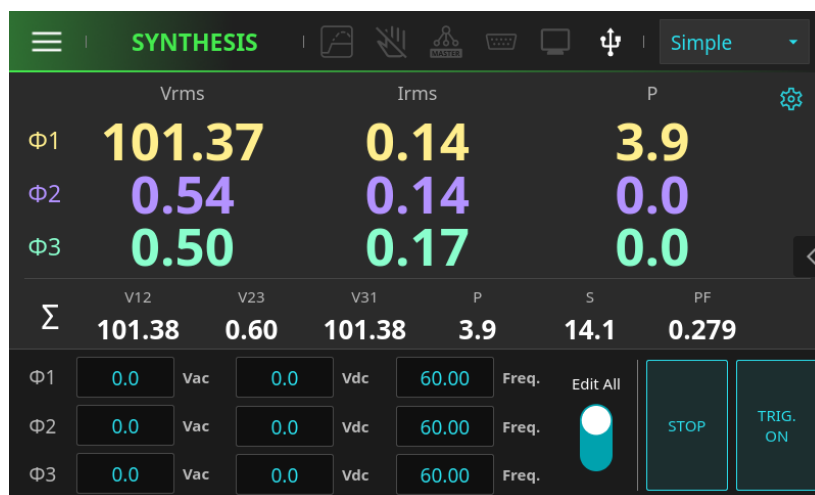 SYNTHESIS MASTER Simple
Vrms Irms P
Φ1 101.37 0.14 3.9
Φ2 0.54 0.14 0.0
Φ3 0.50 0.17 0.0
V12 V23 V31 P S PF
Σ 101.38 0.60 101.38 3.9 14.1 0.279
Φ1 0.0 Vac 0.0 Vdc 60.00 Freq. Edit All
Φ2 0.0 Vac 0.0 Vdc 60.00 Freq. STOP TRIG. ON
Φ3 0.0 Vac 0.0 Vdc 60.00 Freq.